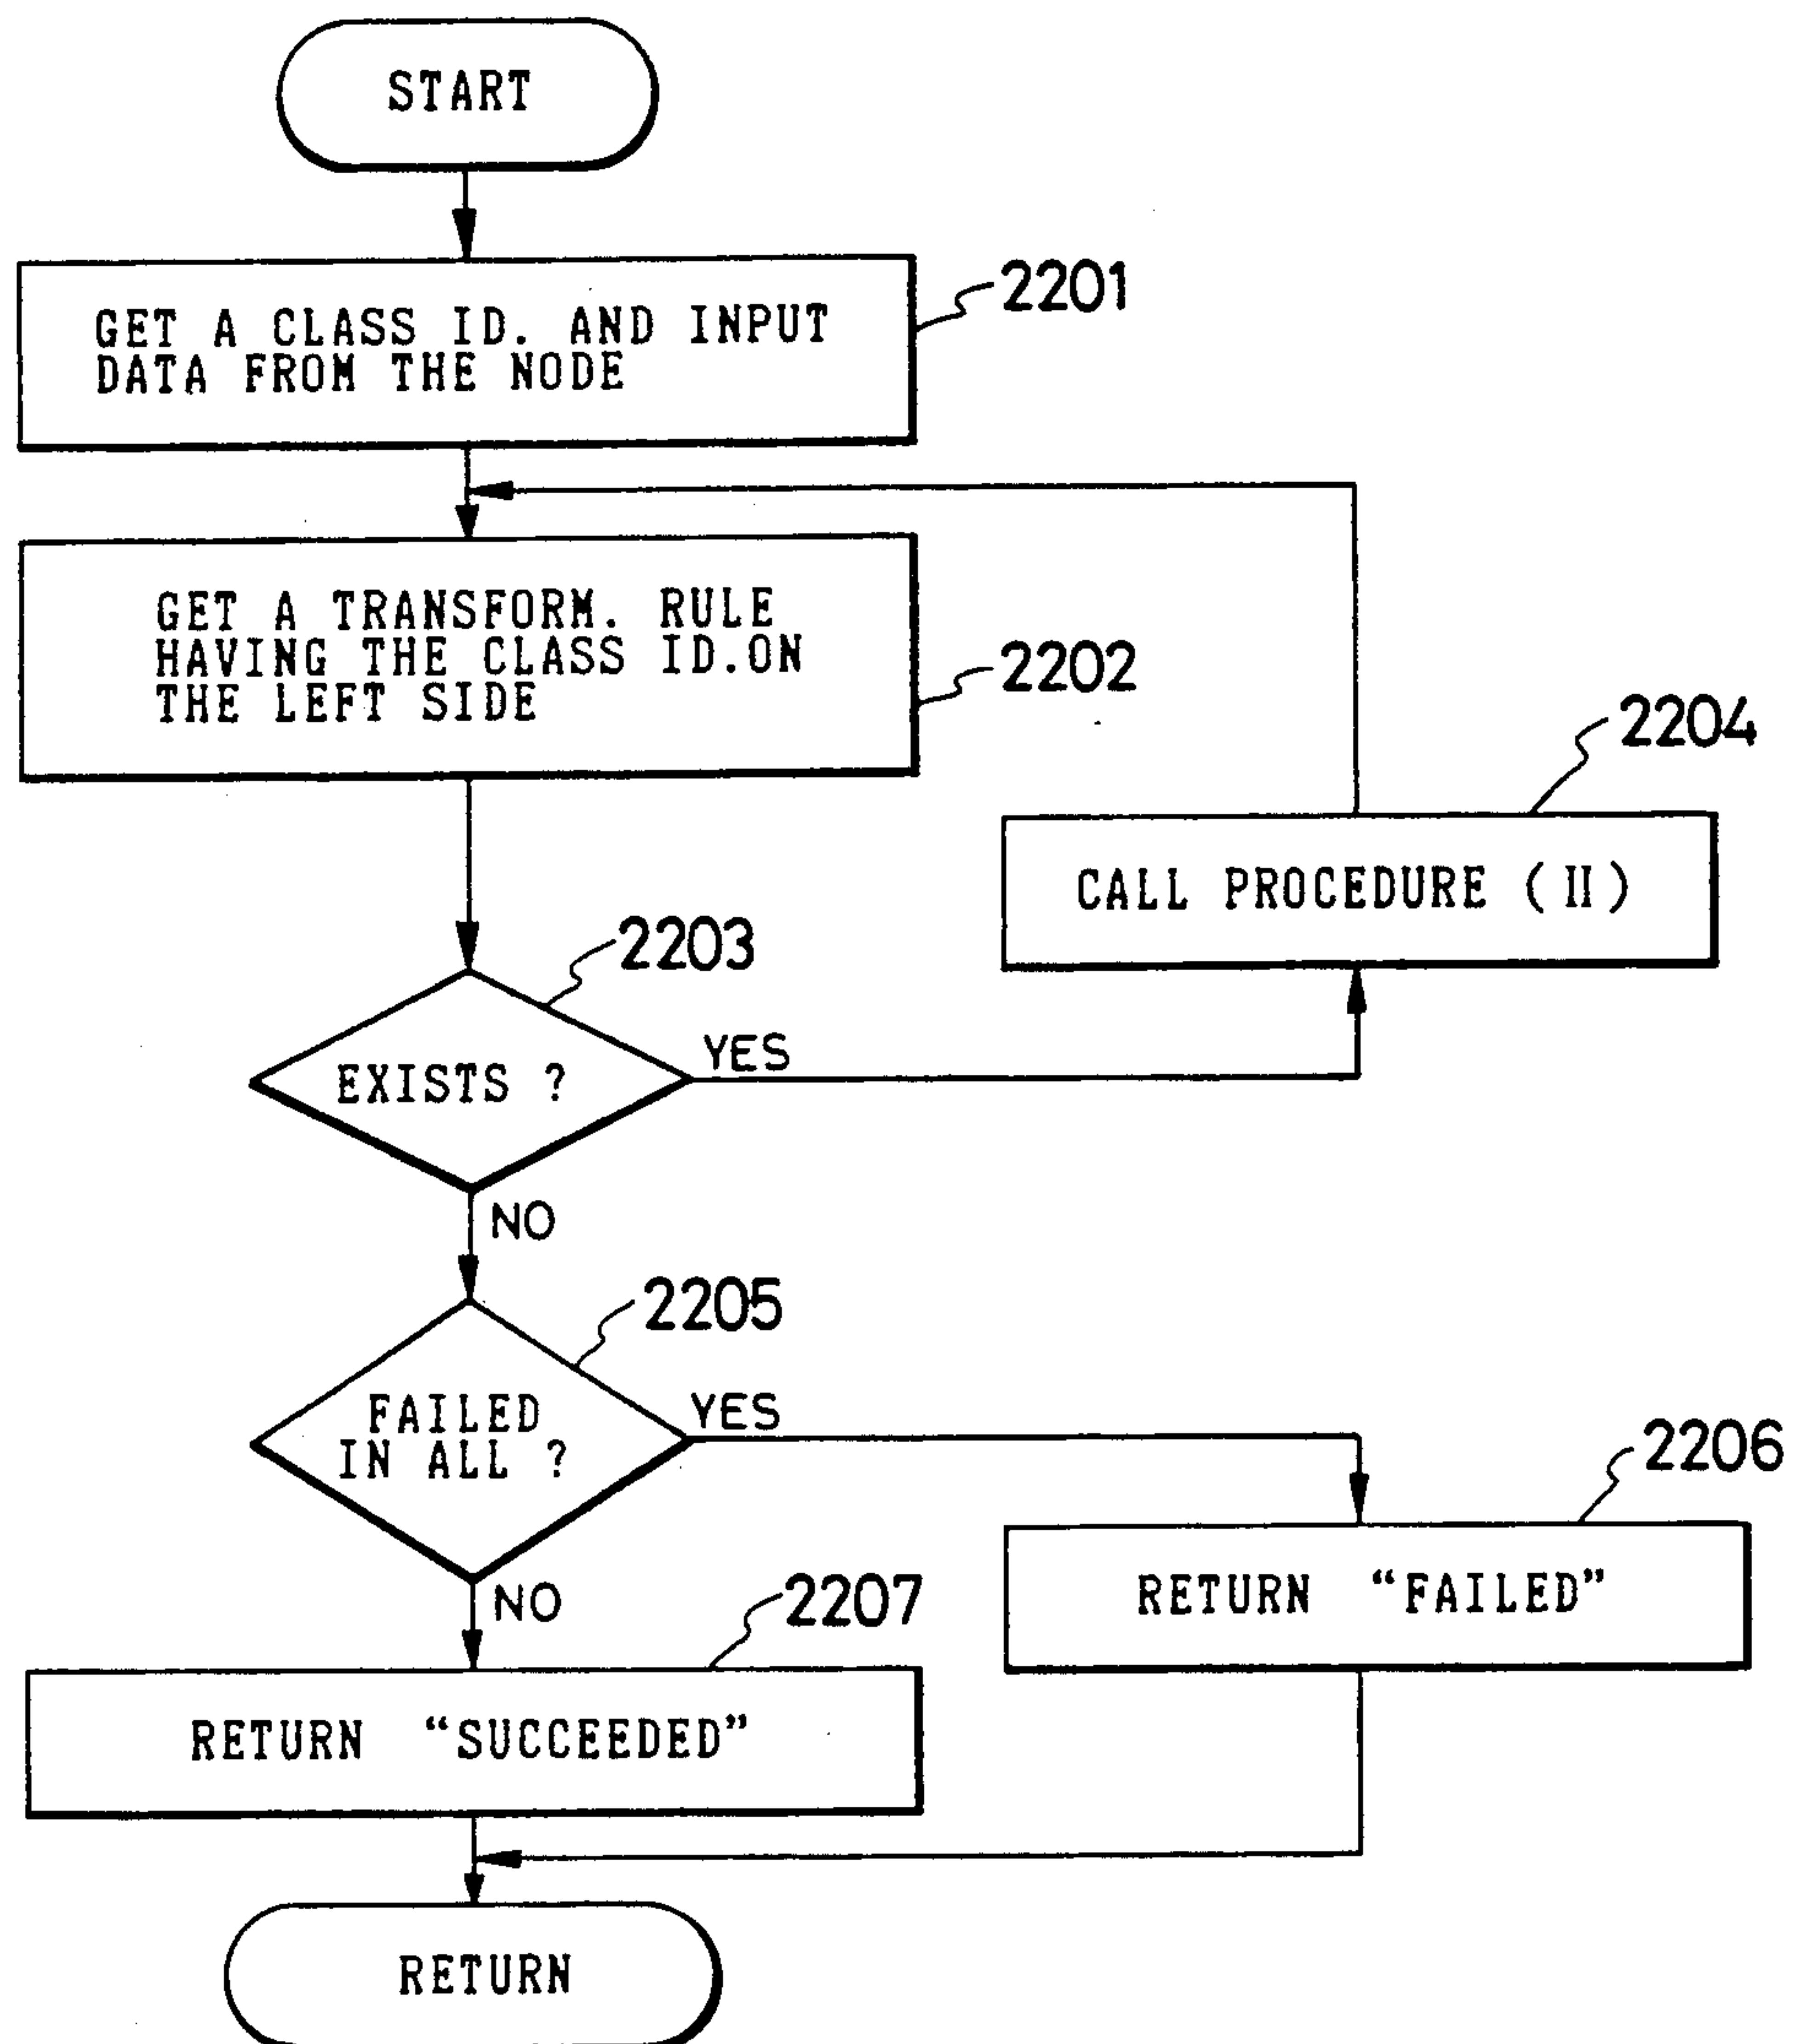 START
GET A CLASS ID. AND INPUT
DATA FROM THE NODE
2201
GET A TRANSFORM. RULE
HAVING THE CLASS ID.ON
THE LEFT SIDE
2202
2204
CALL PROCEDURE (II)
2203
EXISTS ?
YES
NO
2205
FAILED
IN ALL ?
YES
2206
RETURN "FAILED"
NO
2207
RETURN “SUCCEEDED”
RETURN